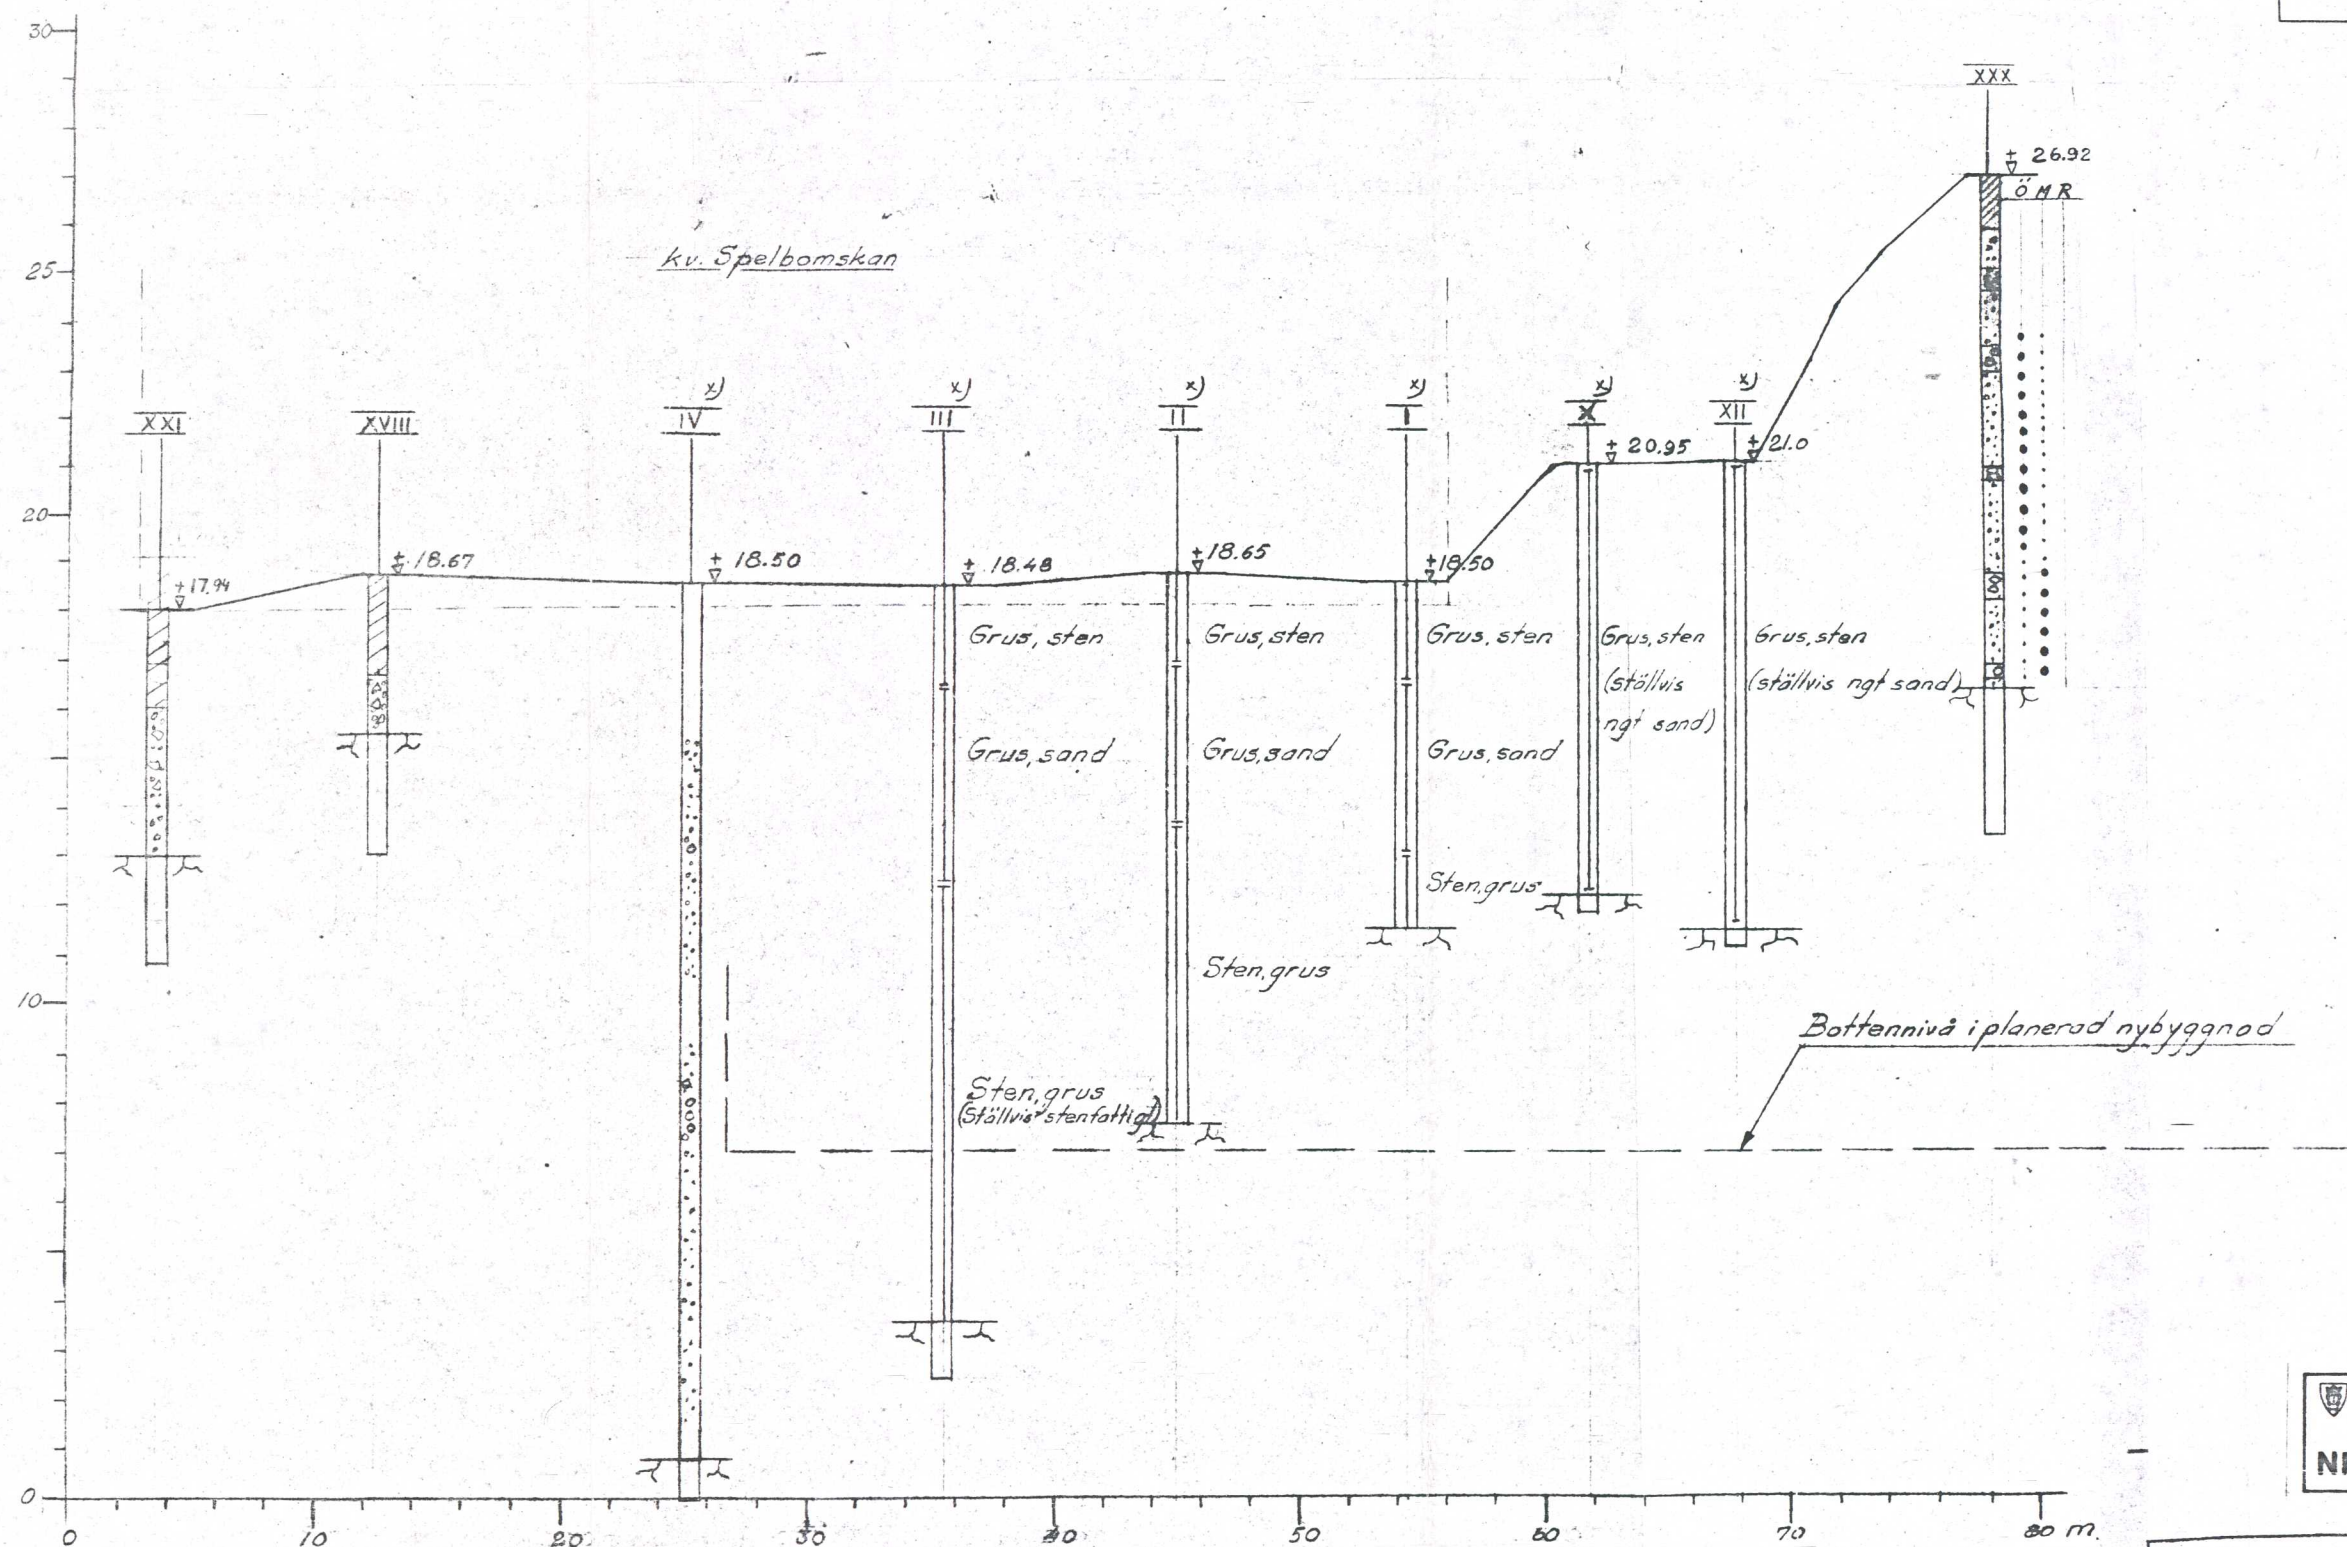 30
XXX
+ 26.92
Ö M R
kv. Spelbomskan
25
x)
x)
x)
x)
x)
x)
XXI
XVIII
IV
III
II
I
X
XII
+ 20.95
+21.0
20
+17.94
+ 18.67
+ 18.50
+ 18.48
+18.65
+18.50
Grus, sten
Grus, sten
Grus, sten
Grus, sten
(ställvis
ngt sand)
Grus, sten
(ställvis ngt sand)
Grus, sand
Grus, sand
Grus, sand
Sten, grus
Sten, grus
10
Bottennivå i planerad nybyggnad
Sten, grus
(Ställvis stenfattigt)
0
0
10
20
30
40
50
60
70
80 m.